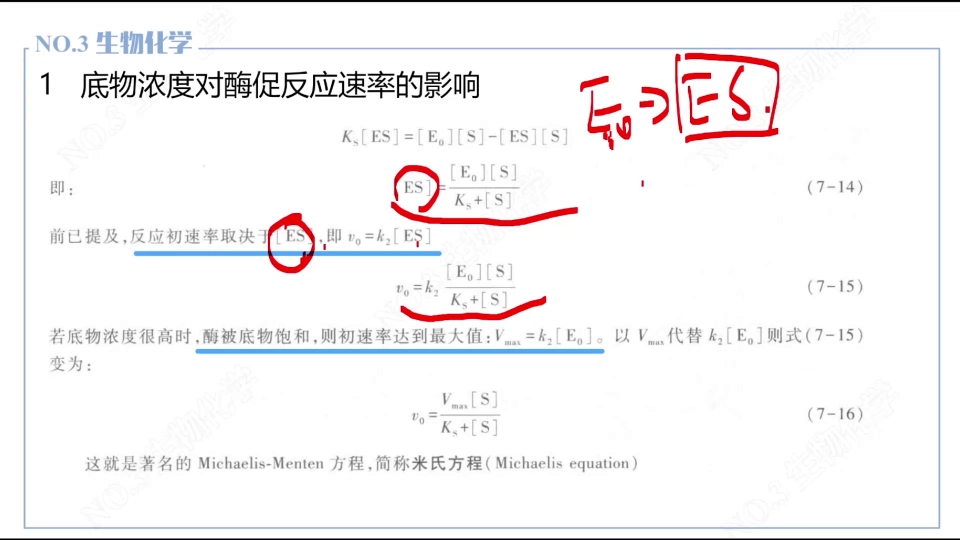 NO.3 生物化学
1 底物浓度对酶促反应速率的影响
E₀⇒ES
Kₛ[ES]=[E₀][S]-[ES][S]
即: [ES]=[E₀][S]/Kₛ+[S] (7-14)
前已提及,反应初速率取决于[ES],即 v₀=k₂[ES]
v₀=k₂ [E₀][S]/Kₛ+[S] (7-15)
若底物浓度很高时,酶被底物饱和,则初速率达到最大值:Vmax=k₂[E₀]。以 Vmax代替 k₂[E₀]则式(7-15)
变为:
v₀=Vmax[S]/Kₛ+[S] (7-16)
这就是著名的 Michaelis-Menten 方程,简称米氏方程(Michaelis equation)